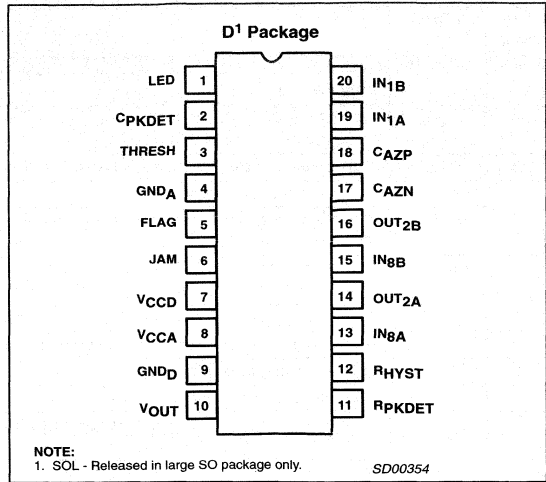 D1 Package
LED 1 20 IN1B
CPKDET 2 19 IN1A
THRESH 3 18 CAZP
GNDA 4 17 CAZN
FLAG 5 16 OUT2B
JAM 6 15 IN8B
VCCD 7 14 OUT2A
VCCA 8 13 IN8A
GNDD 9 12 RHYST
VOUT 10 11 RPKDET
NOTE:
1. SOL - Released in large SO package only.
SD00354